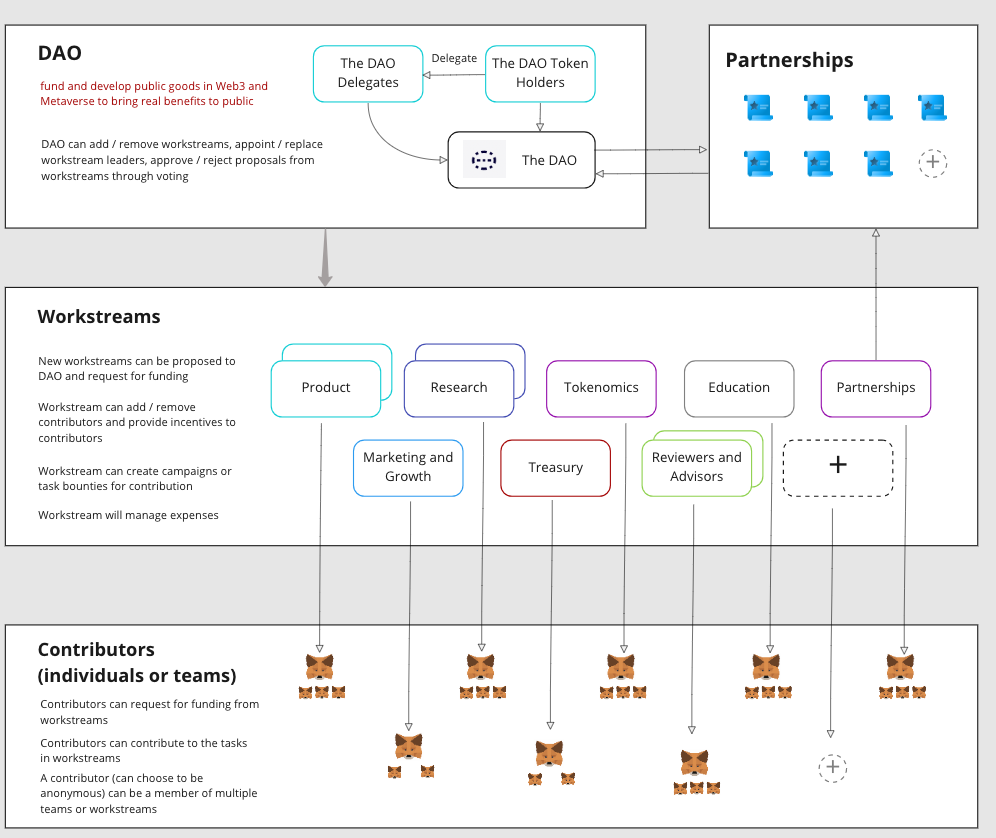 DAO
fund and develop public goods in Web3 and
Metaverse to bring real benefits to public
DAO can add / remove workstreams, appoint / replace
workstream leaders, approve / reject proposals from
workstreams through voting
The DAO
Delegates
Delegate
The DAO Token
Holders
The DAO
Partnerships
+
Workstreams
New workstreams can be proposed to
DAO and request for funding
Workstream can add / remove
contributors and provide incentives to
contributors
Workstream can create campaigns or
task bounties for contribution
Workstream will manage expenses
Product
Research
Tokenomics
Education
Partnerships
Marketing and
Growth
Treasury
Reviewers and
Advisors
+
Contributors
(individuals or teams)
Contributors can request for funding from
workstreams
Contributors can contribute to the tasks
in workstreams
A contributor (can choose to be
anonymous) can be a member of multiple
teams or workstreams
+